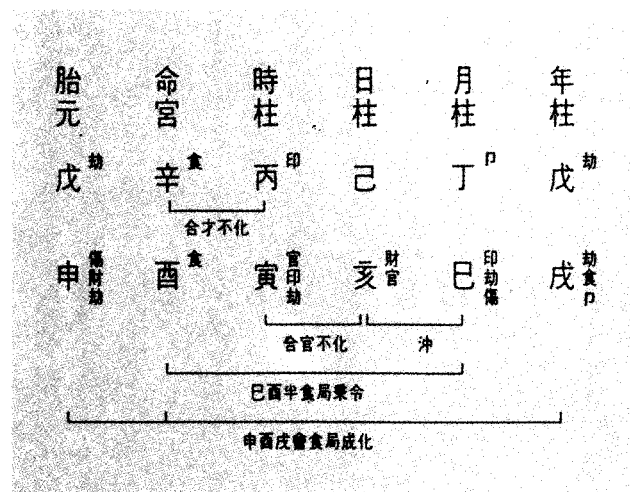 胎元 命宮 時柱 日柱 月柱 年柱
戊劫 辛食 丙印 己 丁卩 戊劫
合才不化
申傷財劫 酉食 寅官印劫 亥財官 巳印劫傷 戌劫食卩
合官不化 沖
巳酉半食局秉令
申酉戌會食局成化